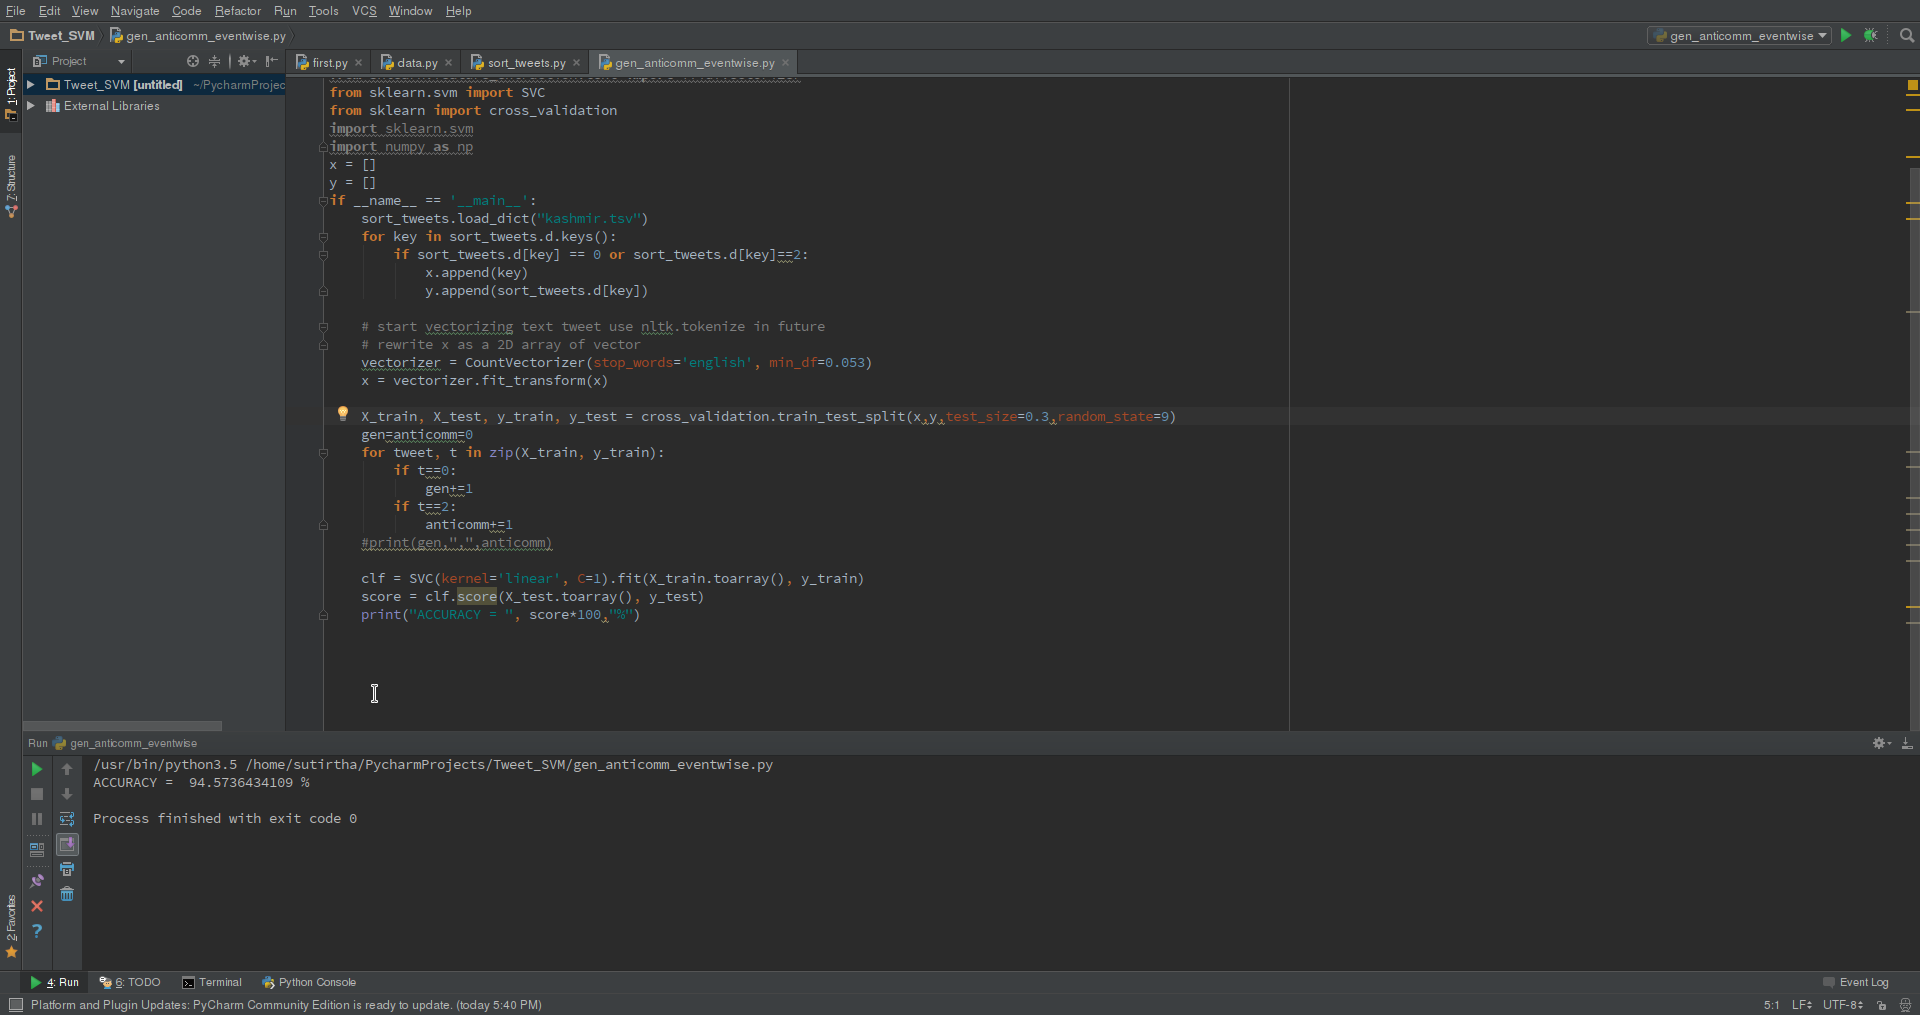 File Edit View Navigate Code Refactor Run Tools VCS Window Help
Tweet_SVM gen_anticomm_eventwise.py gen_anticomm_eventwise
Project first.py data.py sort_tweets.py gen_anticomm_eventwise.py
1: Project
7: Structure
2: Favorites
Tweet_SVM [untitled] ~/PycharmProjec
External Libraries
from sklearn.svm import SVC
from sklearn import cross_validation
import sklearn.svm
import numpy as np
x = []
y = []
if __name__ == '__main__':
    sort_tweets.load_dict("kashmir.tsv")
    for key in sort_tweets.d.keys():
        if sort_tweets.d[key] == 0 or sort_tweets.d[key]==2:
            x.append(key)
            y.append(sort_tweets.d[key])
    # start vectorizing text tweet use nltk.tokenize in future
    # rewrite x as a 2D array of vector
    vectorizer = CountVectorizer(stop_words='english', min_df=0.053)
    x = vectorizer.fit_transform(x)
    X_train, X_test, y_train, y_test = cross_validation.train_test_split(x,y,test_size=0.3,random_state=9)
    gen=anticomm=0
    for tweet, t in zip(X_train, y_train):
        if t==0:
            gen+=1
        if t==2:
            anticomm+=1
    #print(gen,",",anticomm)
    clf = SVC(kernel='linear', C=1).fit(X_train.toarray(), y_train)
    score = clf.score(X_test.toarray(), y_test)
    print("ACCURACY = ", score*100,"%")
Run gen_anticomm_eventwise
/usr/bin/python3.5 /home/sutirtha/PycharmProjects/Tweet_SVM/gen_anticomm_eventwise.py
ACCURACY =  94.5736434109 %
Process finished with exit code 0
4: Run 6: TODO Terminal Python Console Event Log
Platform and Plugin Updates: PyCharm Community Edition is ready to update. (today 5:40 PM) 5:1 LF UTF-8